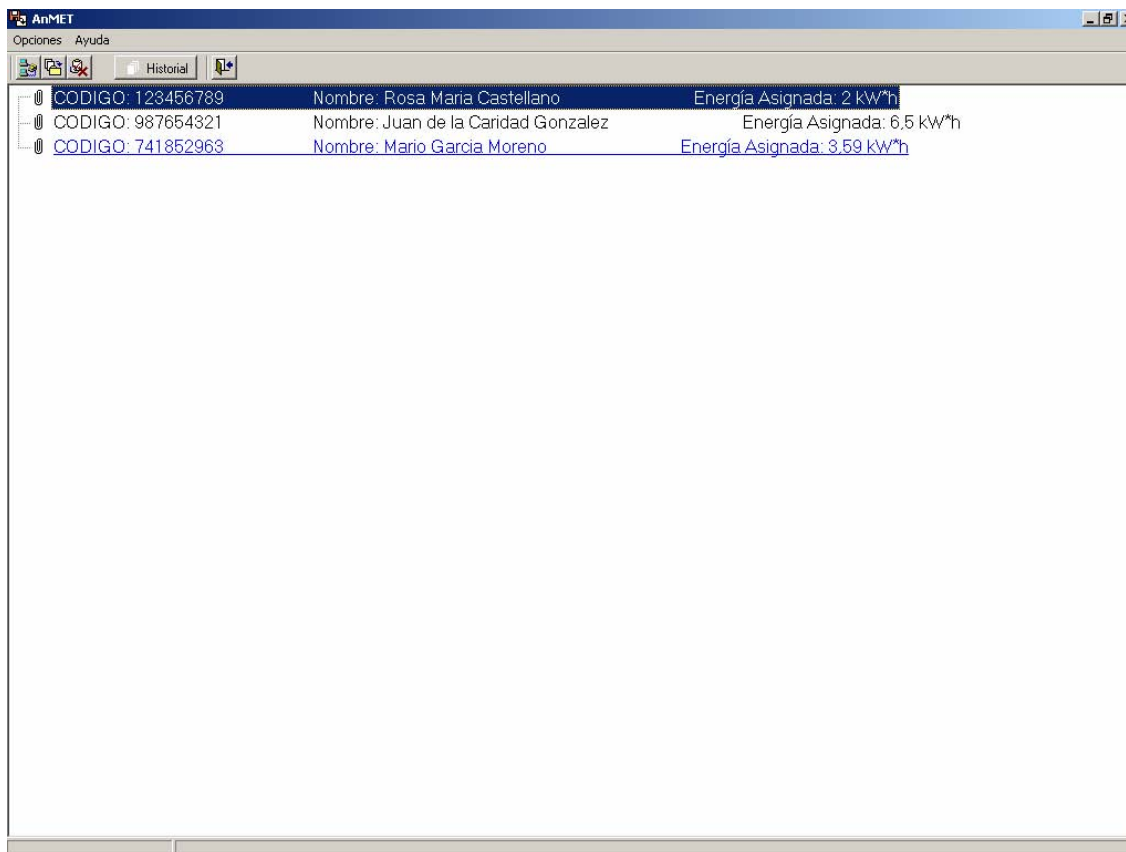 AnMET
Opciones Ayuda
Historial
CODIGO: 123456789 Nombre: Rosa Maria Castellano Energía Asignada: 2 kW*h
CODIGO: 987654321 Nombre: Juan de la Caridad Gonzalez Energía Asignada: 6,5 kW*h
CODIGO: 741852963 Nombre: Mario Garcia Moreno Energía Asignada: 3,59 kW*h